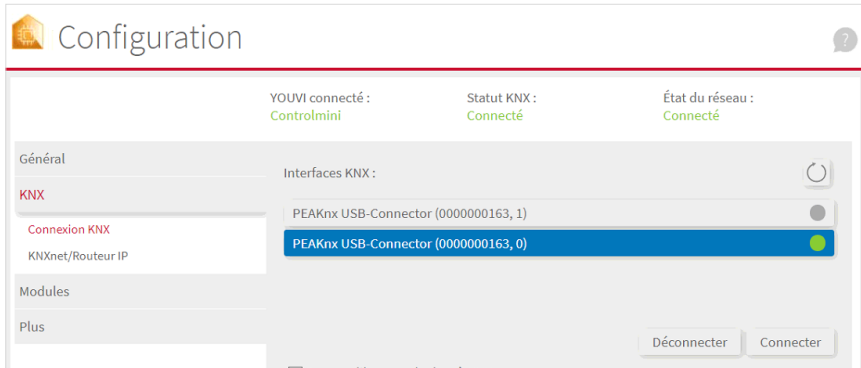 Configuration
?
YOUVI connecté :
Controlmini
Statut KNX :
Connecté
État du réseau :
Connecté
Général
KNX
Connexion KNX
KNXnet/Routeur IP
Modules
Plus
Interfaces KNX :
PEAKnx USB-Connector (0000000163, 1)
PEAKnx USB-Connector (0000000163, 0)
Déconnecter
Connecter